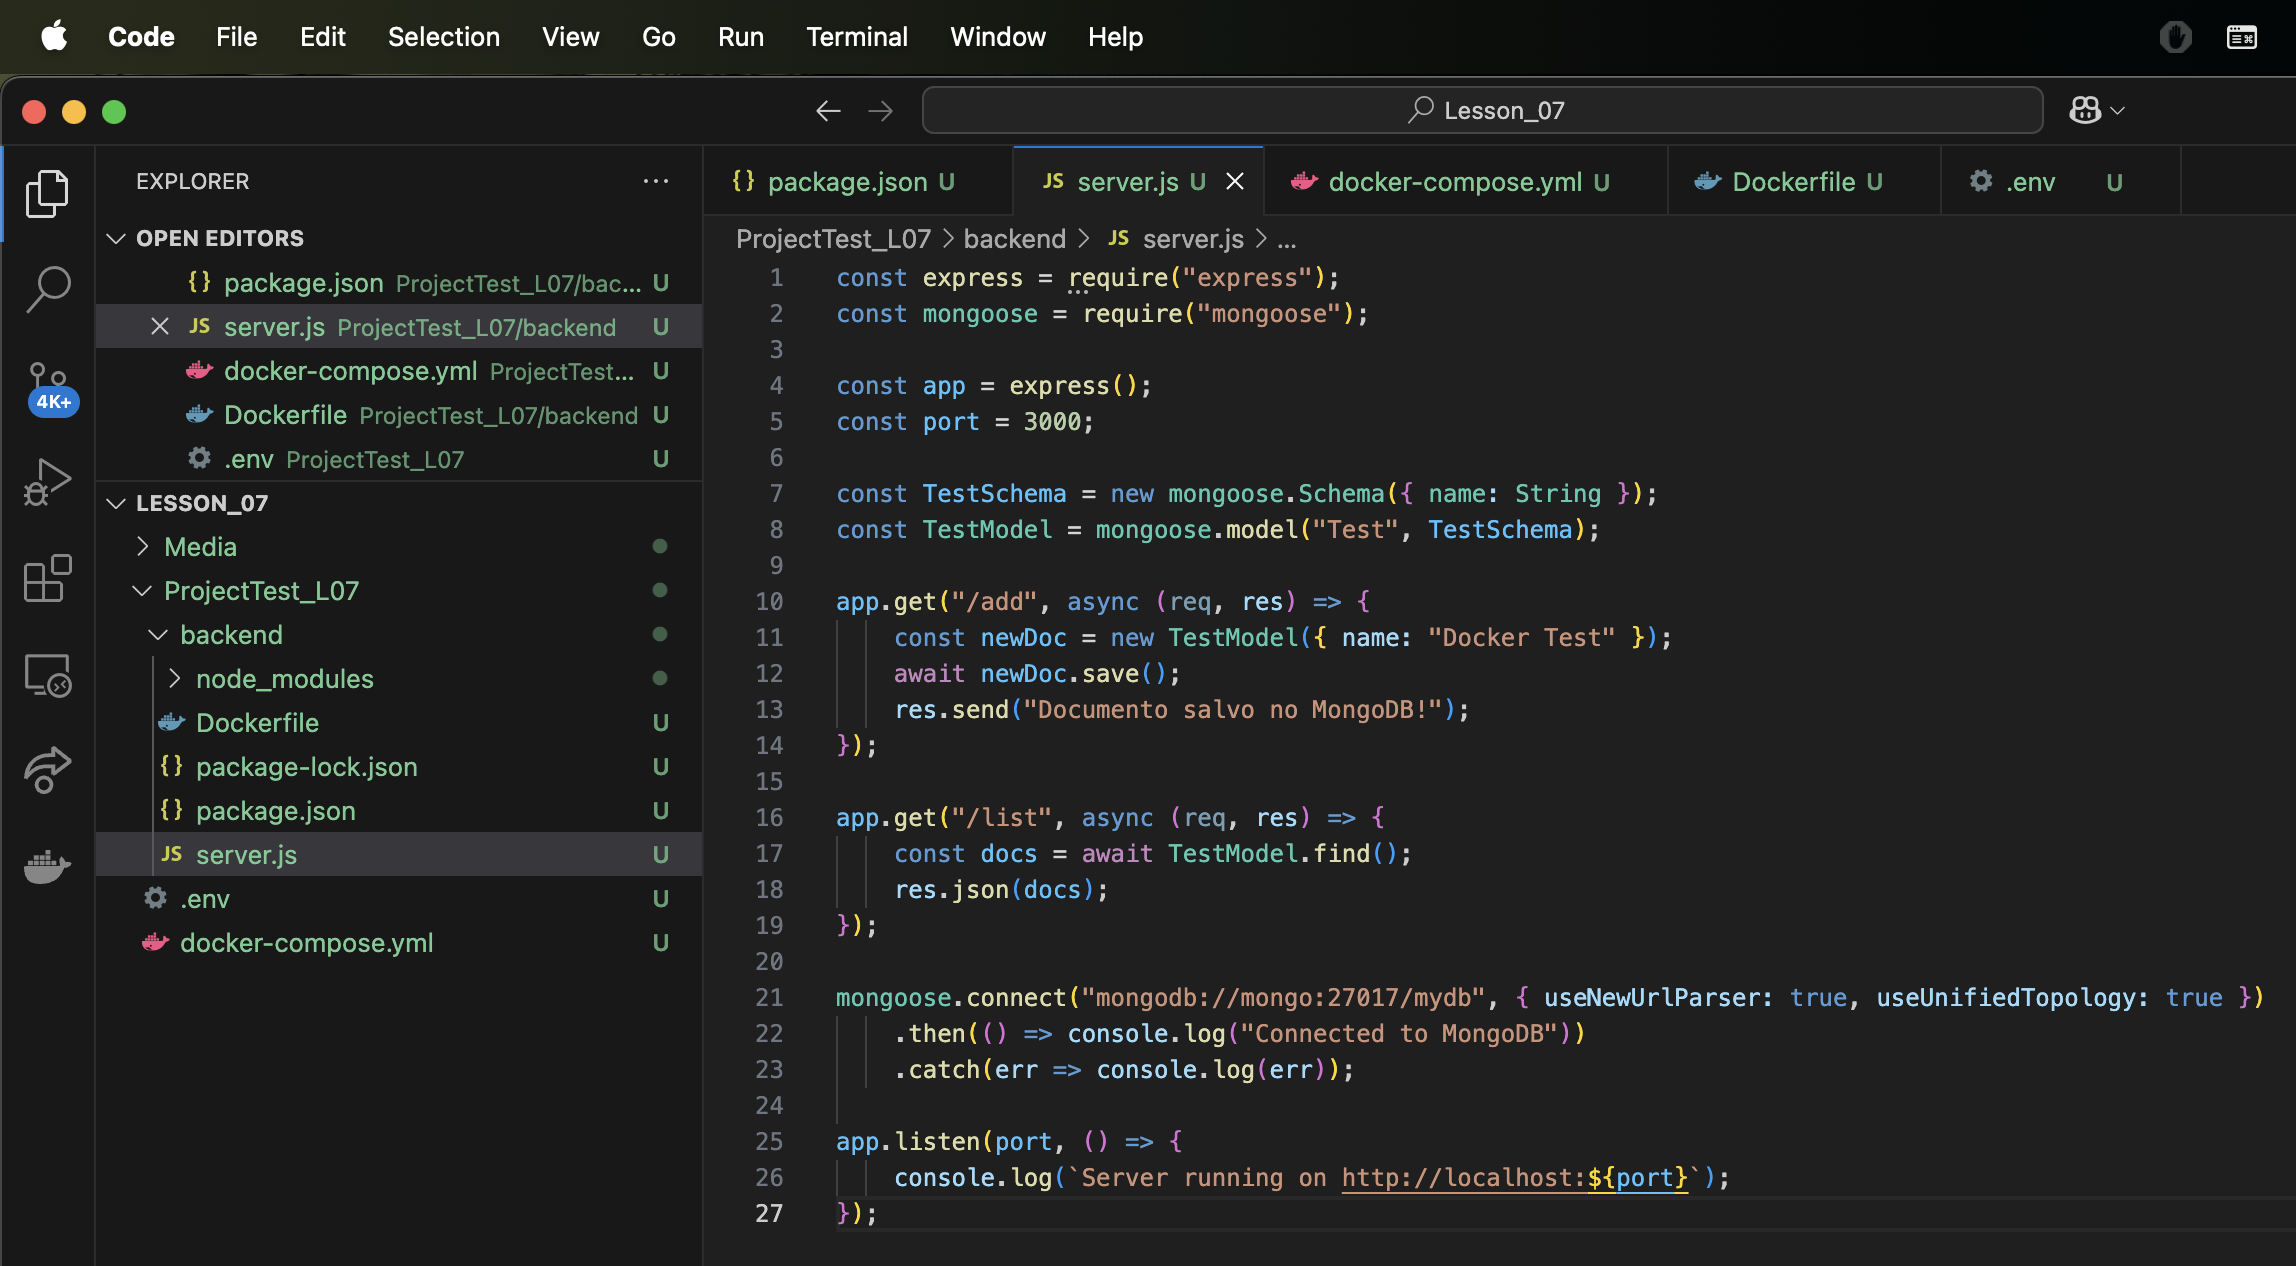 Code File Edit Selection View Go Run Terminal Window Help
Lesson_07
EXPLORER
OPEN EDITORS
{} package.json ProjectTest_L07/bac... U
JS server.js ProjectTest_L07/backend U
docker-compose.yml ProjectTest... U
Dockerfile ProjectTest_L07/backend U
.env ProjectTest_L07 U
4K+
LESSON_07
Media
ProjectTest_L07
backend
node_modules
Dockerfile U
{} package-lock.json U
{} package.json U
JS server.js U
.env U
docker-compose.yml U
{} package.json U
JS server.js U
docker-compose.yml U
Dockerfile U
.env U
ProjectTest_L07 > backend > JS server.js > ...
1 const express = require("express");
2 const mongoose = require("mongoose");
3
4 const app = express();
5 const port = 3000;
6
7 const TestSchema = new mongoose.Schema({ name: String });
8 const TestModel = mongoose.model("Test", TestSchema);
9
10 app.get("/add", async (req, res) => {
11     const newDoc = new TestModel({ name: "Docker Test" });
12     await newDoc.save();
13     res.send("Documento salvo no MongoDB!");
14 });
15
16 app.get("/list", async (req, res) => {
17     const docs = await TestModel.find();
18     res.json(docs);
19 });
20
21 mongoose.connect("mongodb://mongo:27017/mydb", { useNewUrlParser: true, useUnifiedTopology: true })
22     .then(() => console.log("Connected to MongoDB"))
23     .catch(err => console.log(err));
24
25 app.listen(port, () => {
26     console.log(`Server running on http://localhost:${port}`);
27 });